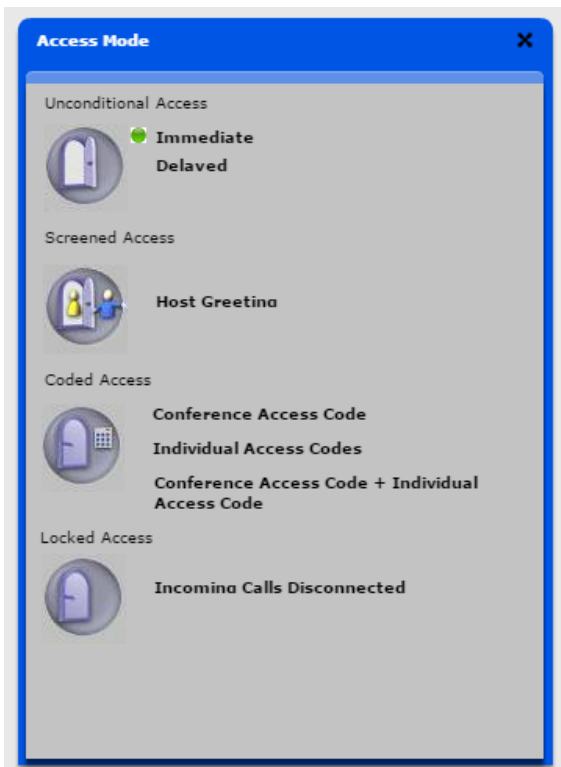 Access Mode
Unconditional Access
Immediate
Delayed
Screened Access
Host Greeting
Coded Access
Conference Access Code
Individual Access Codes
Conference Access Code + Individual
Access Code
Locked Access
Incoming Calls Disconnected